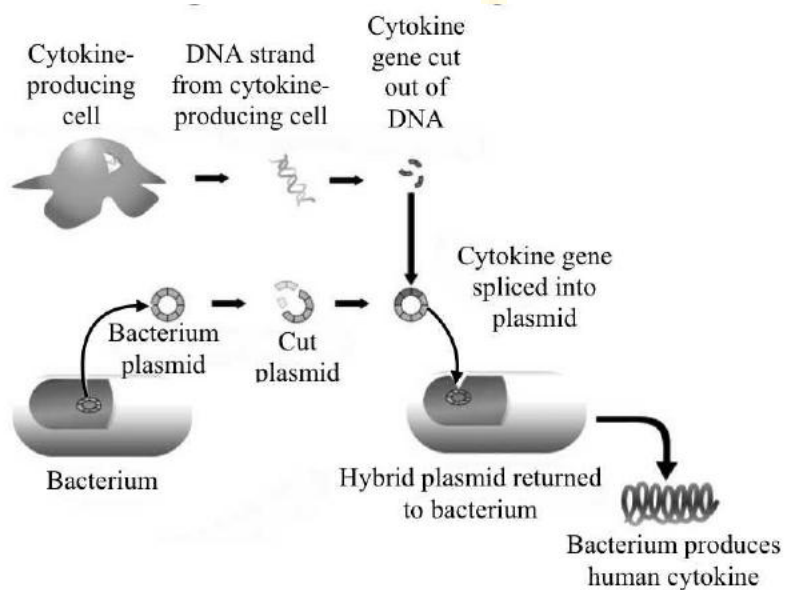 Cytokine-
producing
cell
DNA strand
from cytokine-
producing cell
Cytokine
gene cut
out of
DNA
Cytokine gene
spliced into
plasmid
Bacterium
plasmid
Cut
plasmid
Bacterium
Hybrid plasmid returned
to bacterium
Bacterium produces
human cytokine